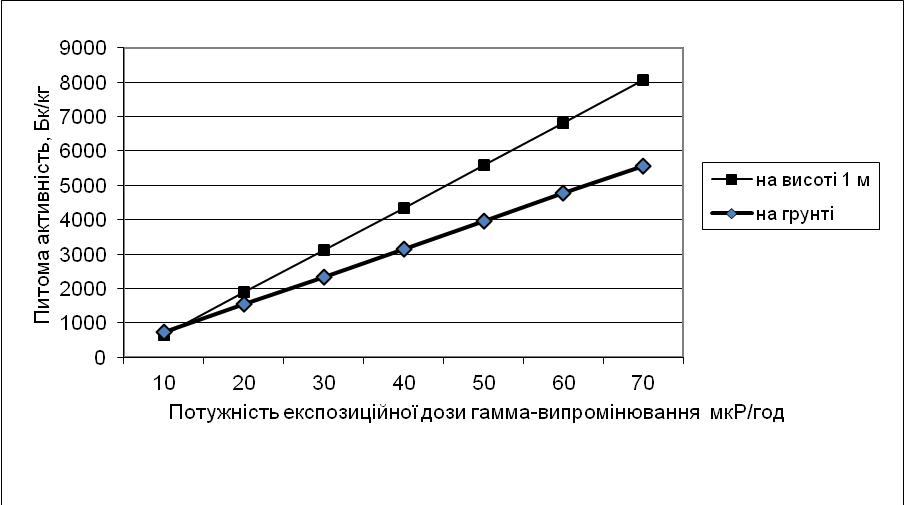 9000
8000
7000
6000
5000
4000
3000
2000
1000
0
Питома активність, Бк/кг
10 20 30 40 50 60 70
Потужність експозиційної дози гамма-випромінювання мкР/год
на висоті 1 м
на грунті